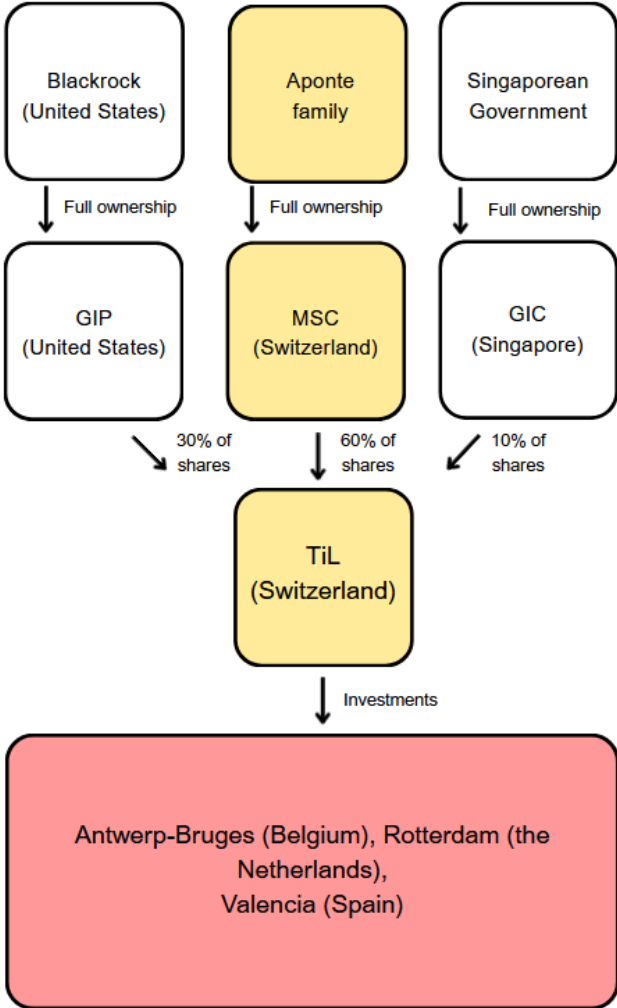 Blackrock
(United States)
Aponte
family
Singaporean
Government
Full ownership
Full ownership
Full ownership
GIP
(United States)
MSC
(Switzerland)
GIC
(Singapore)
30% of
shares
60% of
shares
10% of
shares
TiL
(Switzerland)
Investments
Antwerp-Bruges (Belgium), Rotterdam (the
Netherlands),
Valencia (Spain)